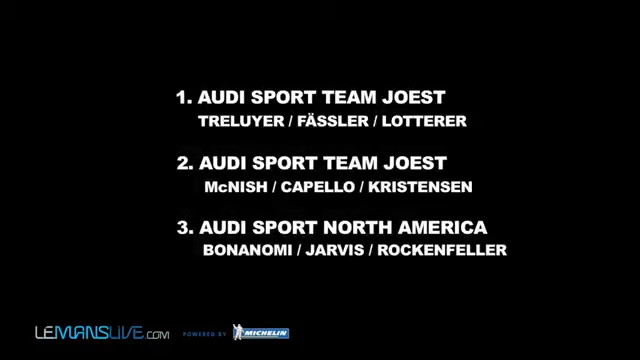 1. AUDI SPORT TEAM JOEST
TRELUYER / FÄSSLER / LOTTERER
2. AUDI SPORT TEAM JOEST
McNISH / CAPELLO / KRISTENSEN
3. AUDI SPORT NORTH AMERICA
BONANOMI / JARVIS / ROCKENFELLER
LEMANSLIVE.COM POWERED BY MICHELIN